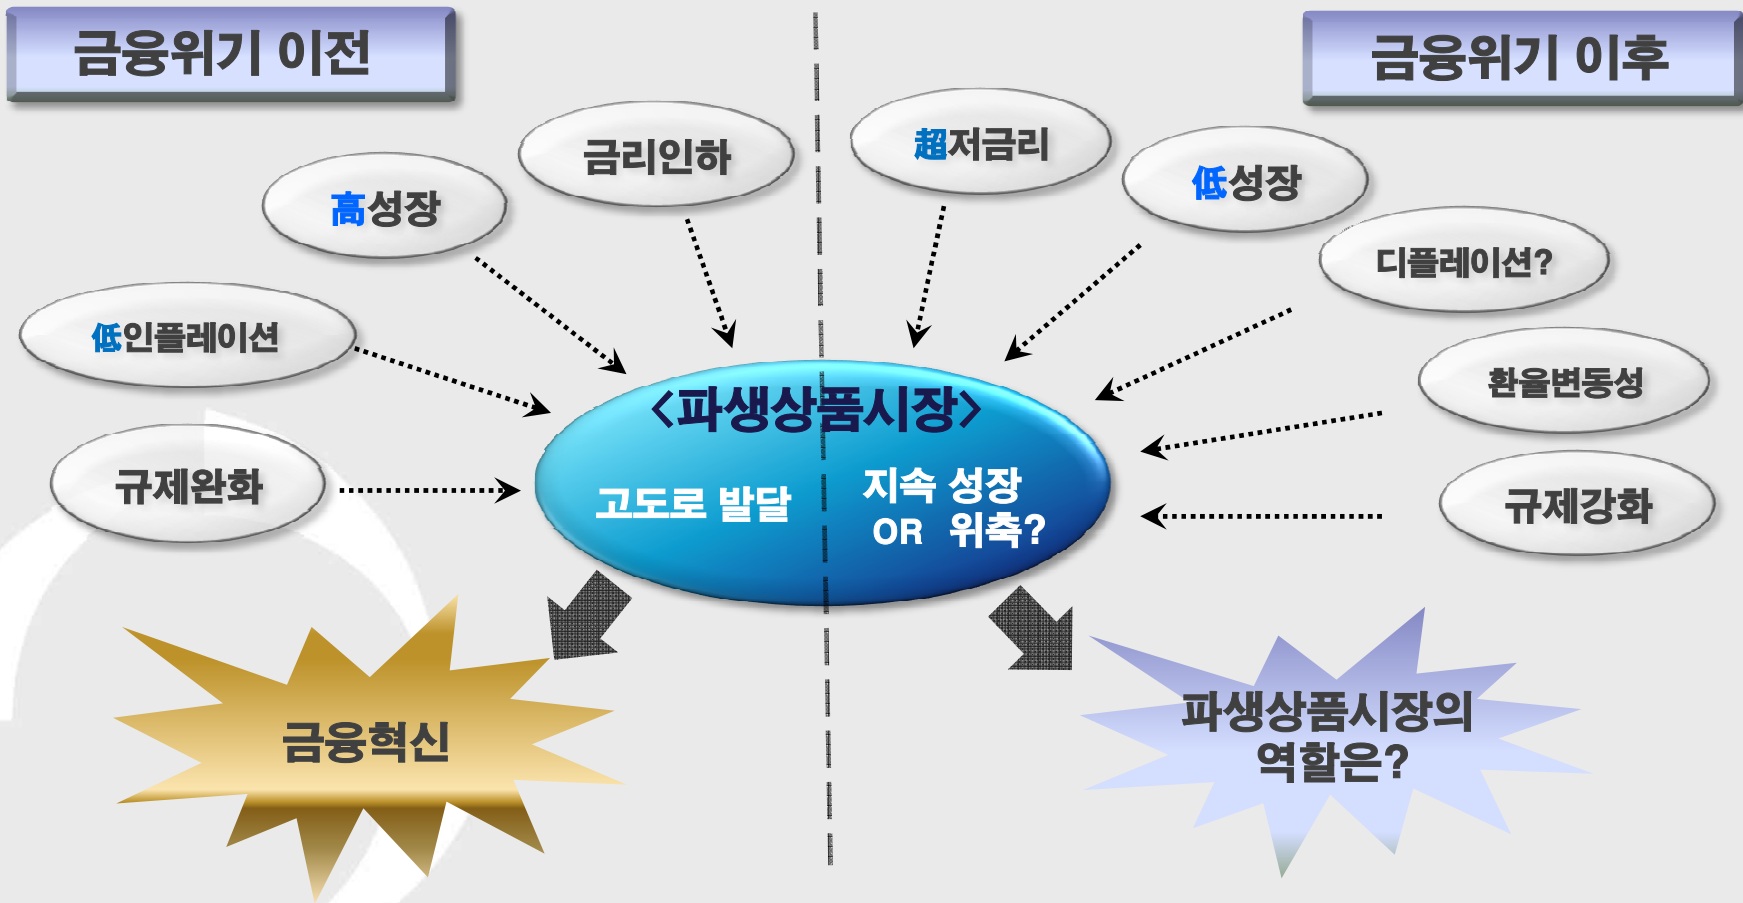 금융위기 이전
금융위기 이후
금리인하
高성장
低인플레이션
규제완화
超저금리
低성장
디플레이션?
환율변동성
규제강화
<파생상품시장>
고도로 발달
지속 성장
OR 위축?
금융혁신
파생상품시장의
역할은?